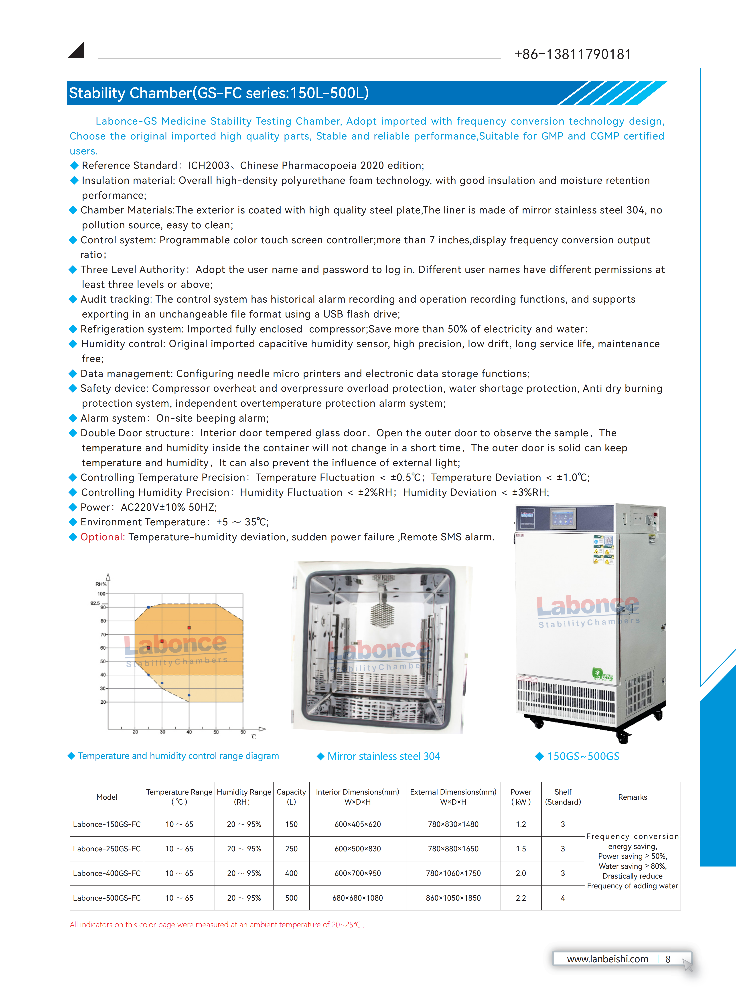 +86-13811790181
Stability Chamber(GS-FC series:150L-500L)
Labonce-GS Medicine Stability Testing Chamber, Adopt imported with frequency conversion technology design,
Choose the original imported high quality parts, Stable and reliable performance,Suitable for GMP and CGMP certified
users.
◆ Reference Standard: ICH2003、Chinese Pharmacopoeia 2020 edition;
◆ Insulation material: Overall high-density polyurethane foam technology, with good insulation and moisture retention
performance;
◆ Chamber Materials:The exterior is coated with high quality steel plate,The liner is made of mirror stainless steel 304, no
pollution source, easy to clean;
◆ Control system: Programmable color touch screen controller;more than 7 inches,display frequency conversion output
ratio;
◆ Three Level Authority: Adopt the user name and password to log in. Different user names have different permissions at
least three levels or above;
◆ Audit tracking: The control system has historical alarm recording and operation recording functions, and supports
exporting in an unchangeable file format using a USB flash drive;
◆ Refrigeration system: Imported fully enclosed compressor;Save more than 50% of electricity and water;
◆ Humidity control: Original imported capacitive humidity sensor, high precision, low drift, long service life, maintenance
free;
◆ Data management: Configuring needle micro printers and electronic data storage functions;
◆ Safety device: Compressor overheat and overpressure overload protection, water shortage protection, Anti dry burning
protection system, independent overtemperature protection alarm system;
◆ Alarm system: On-site beeping alarm;
◆ Double Door structure: Interior door tempered glass door, Open the outer door to observe the sample, The
temperature and humidity inside the container will not change in a short time, The outer door is solid can keep
temperature and humidity, It can also prevent the influence of external light;
◆ Controlling Temperature Precision: Temperature Fluctuation < ±0.5℃; Temperature Deviation < ±1.0℃;
◆ Controlling Humidity Precision: Humidity Fluctuation < ±2%RH; Humidity Deviation < ±3%RH;
◆ Power: AC220V±10% 50HZ;
◆ Environment Temperature: +5 ~ 35℃;
◆ Optional: Temperature-humidity deviation, sudden power failure ,Remote SMS alarm.
RH%
100
92.5
90
80
70
60
50
40
30
20
20 30 40 50 60
℃
Labonce
StabilityChambers
Labonce
StabilityChambers
Labonce
Labonce
StabilityChambers
◆ Temperature and humidity control range diagram
◆ Mirror stainless steel 304
◆ 150GS~500GS
Model Temperature Range (℃) Humidity Range (RH) Capacity (L) Interior Dimensions(mm) W×D×H External Dimensions(mm) W×D×H Power (kW) Shelf (Standard) Remarks
Labonce-150GS-FC 10 ~ 65 20 ~ 95% 150 600×405×620 780×830×1480 1.2 3
Labonce-250GS-FC 10 ~ 65 20 ~ 95% 250 600×500×830 780×880×1650 1.5 3
Labonce-400GS-FC 10 ~ 65 20 ~ 95% 400 600×700×950 780×1060×1750 2.0 3
Labonce-500GS-FC 10 ~ 65 20 ~ 95% 500 680×680×1080 860×1050×1850 2.2 4
Frequency conversion
energy saving,
Power saving > 50%,
Water saving > 80%,
Drastically reduce
Frequency of adding water
All indicators on this color page were measured at an ambient temperature of 20~25℃ .
www.lanbeishi.com | 8